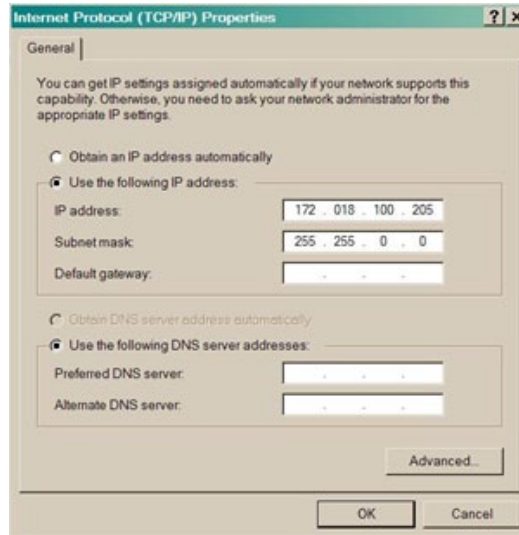 Internet Protocol (TCP/IP) Properties
General
You can get IP settings assigned automatically if your network supports this
capability. Otherwise, you need to ask your network administrator for the
appropriate IP settings.
Obtain an IP address automatically
Use the following IP address:
IP address: 172 . 018 . 100 . 205
Subnet mask: 255 . 255 . 0 . 0
Default gateway: . . .
Obtain DNS server address automatically
Use the following DNS server addresses:
Preferred DNS server: . . .
Alternate DNS server: . . .
Advanced...
OK Cancel